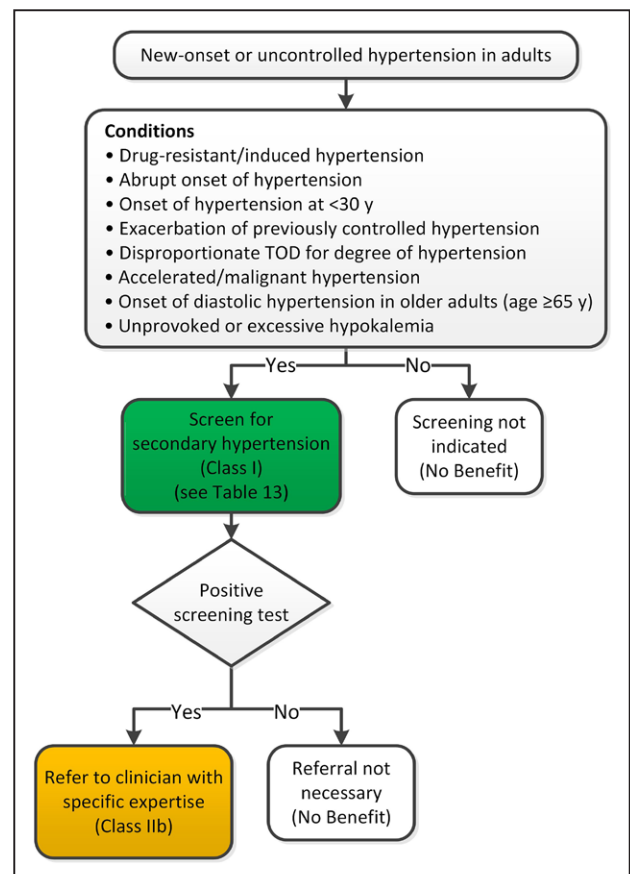 New-onset or uncontrolled hypertension in adults
Conditions
• Drug-resistant/induced hypertension
• Abrupt onset of hypertension
• Onset of hypertension at <30 y
• Exacerbation of previously controlled hypertension
• Disproportionate TOD for degree of hypertension
• Accelerated/malignant hypertension
• Onset of diastolic hypertension in older adults (age ≥65 y)
• Unprovoked or excessive hypokalemia
Yes
No
Screen for
secondary hypertension
(Class I)
(see Table 13)
Screening not
indicated
(No Benefit)
Positive
screening test
Yes
No
Refer to clinician with
specific expertise
(Class IIb)
Referral not
necessary
(No Benefit)